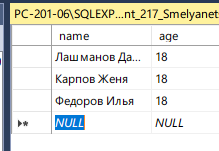 PC-201-06\SQLEXP...nt_217_Smelyanet
name age
Лашманов Да... 18
Карпов Женя 18
Федоров Илья 18
NULL NULL